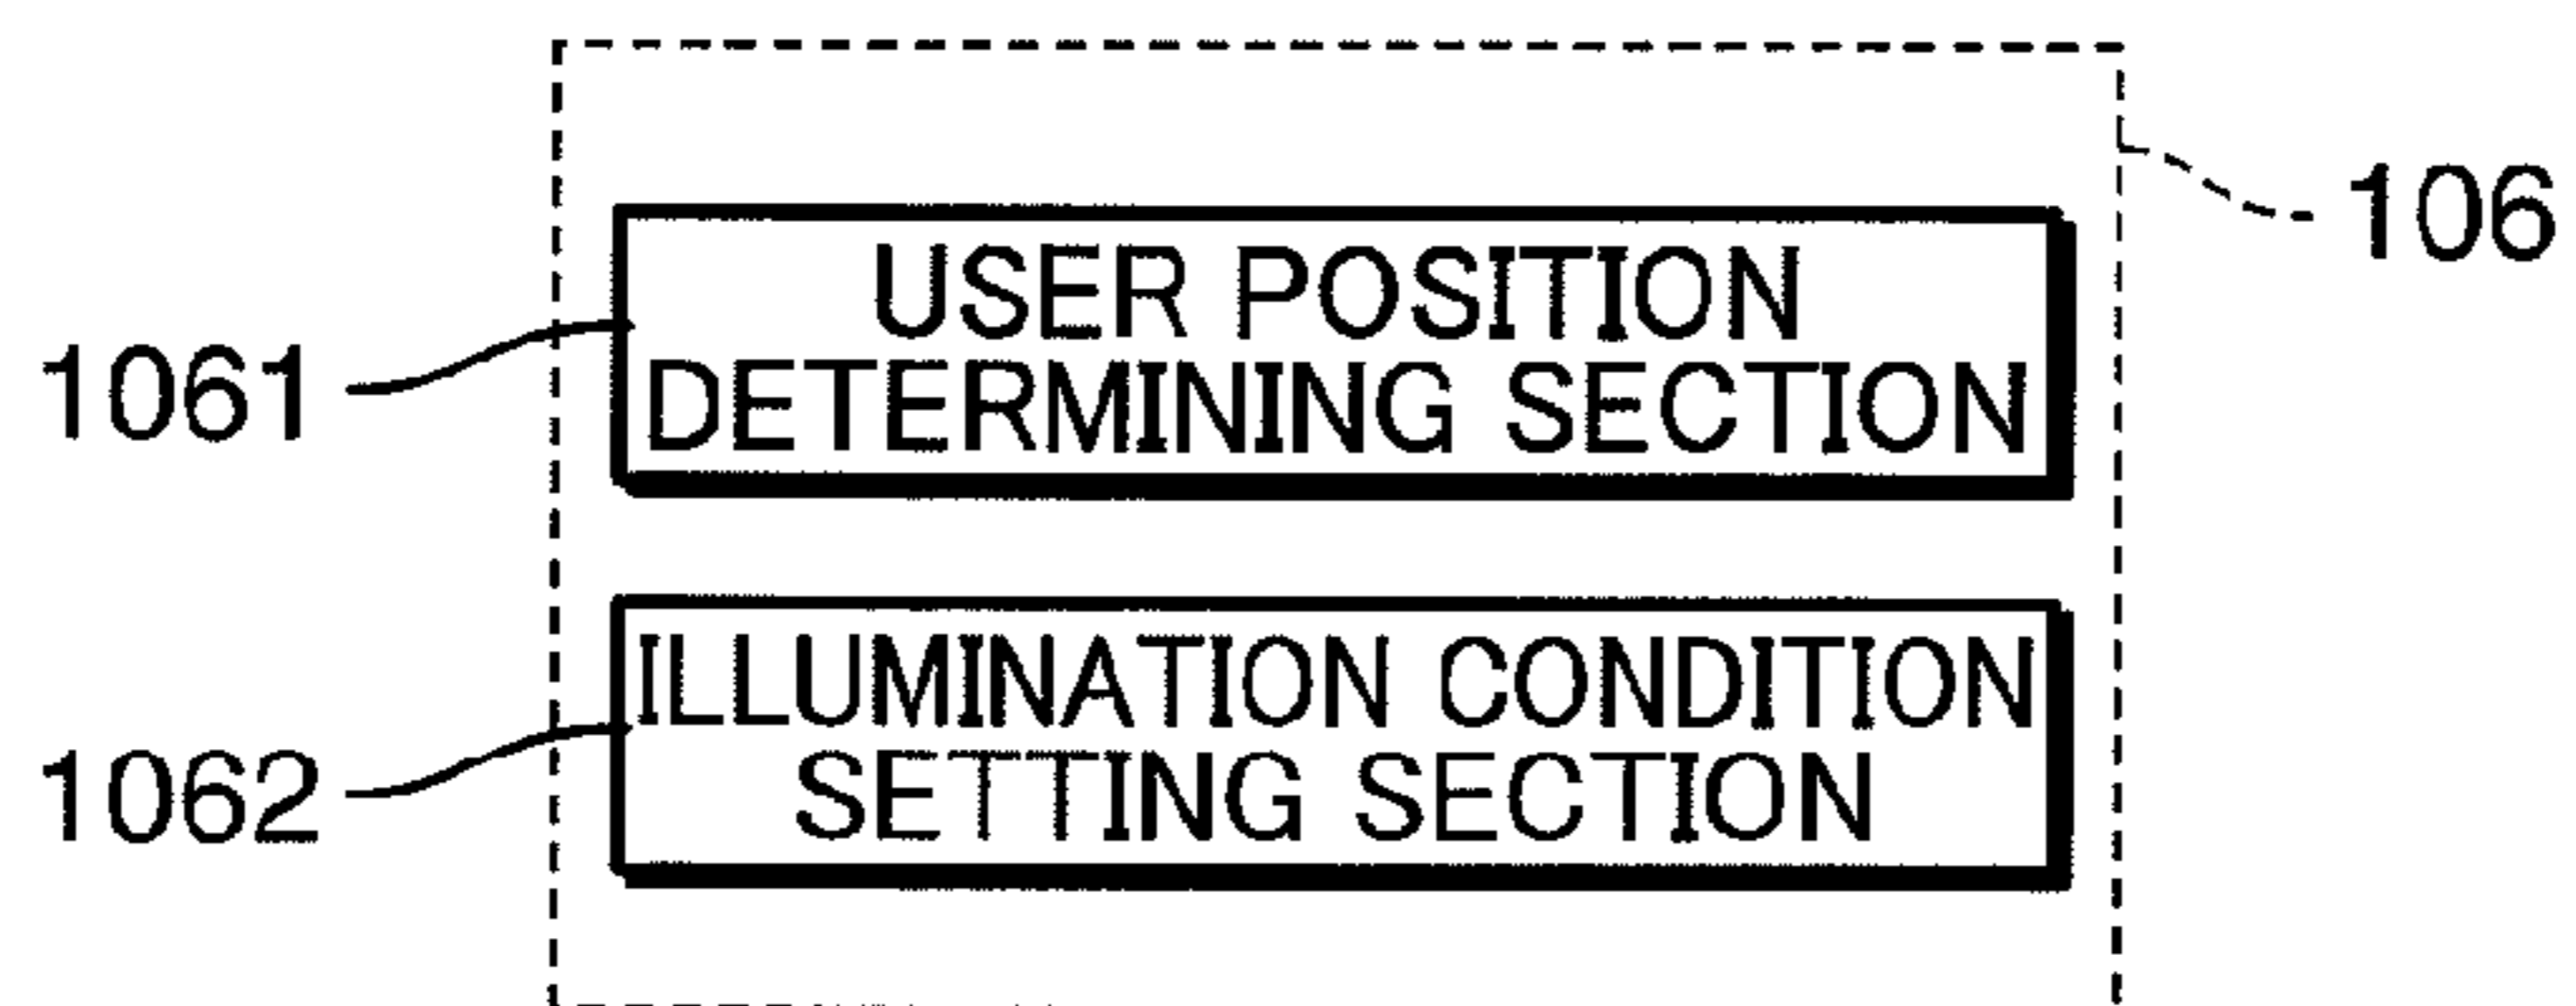 106
1061
USER POSITION
DETERMINING SECTION
1062
ILLUMINATION CONDITION
SETTING SECTION